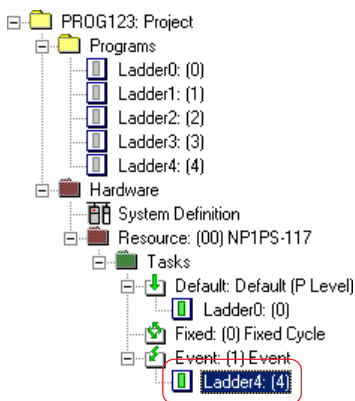 PROG123: Project
Programs
Ladder0: (0)
Ladder1: (1)
Ladder2: (2)
Ladder3: (3)
Ladder4: (4)
Hardware
System Definition
Resource: (00) NP1PS-117
Tasks
Default: Default (P Level)
Ladder0: (0)
Fixed: (0) Fixed Cycle
Event: (1) Event
Ladder4: (4)